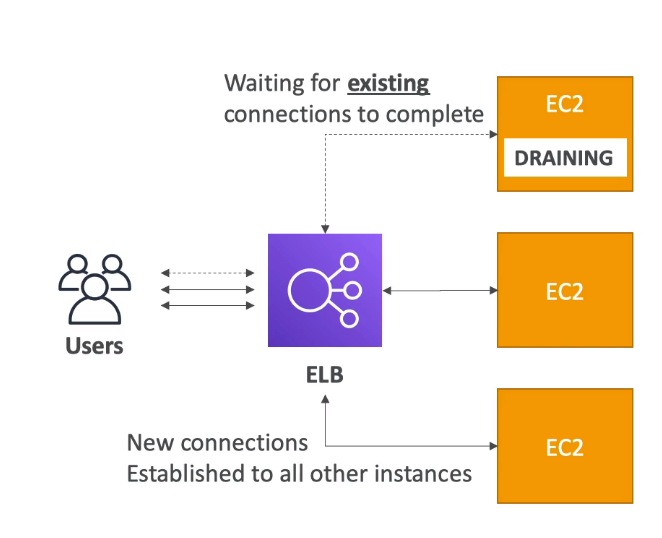 Waiting for existing
connections to complete
EC2
DRAINING
EC2
Users
ELB
New connections
Established to all other instances
EC2